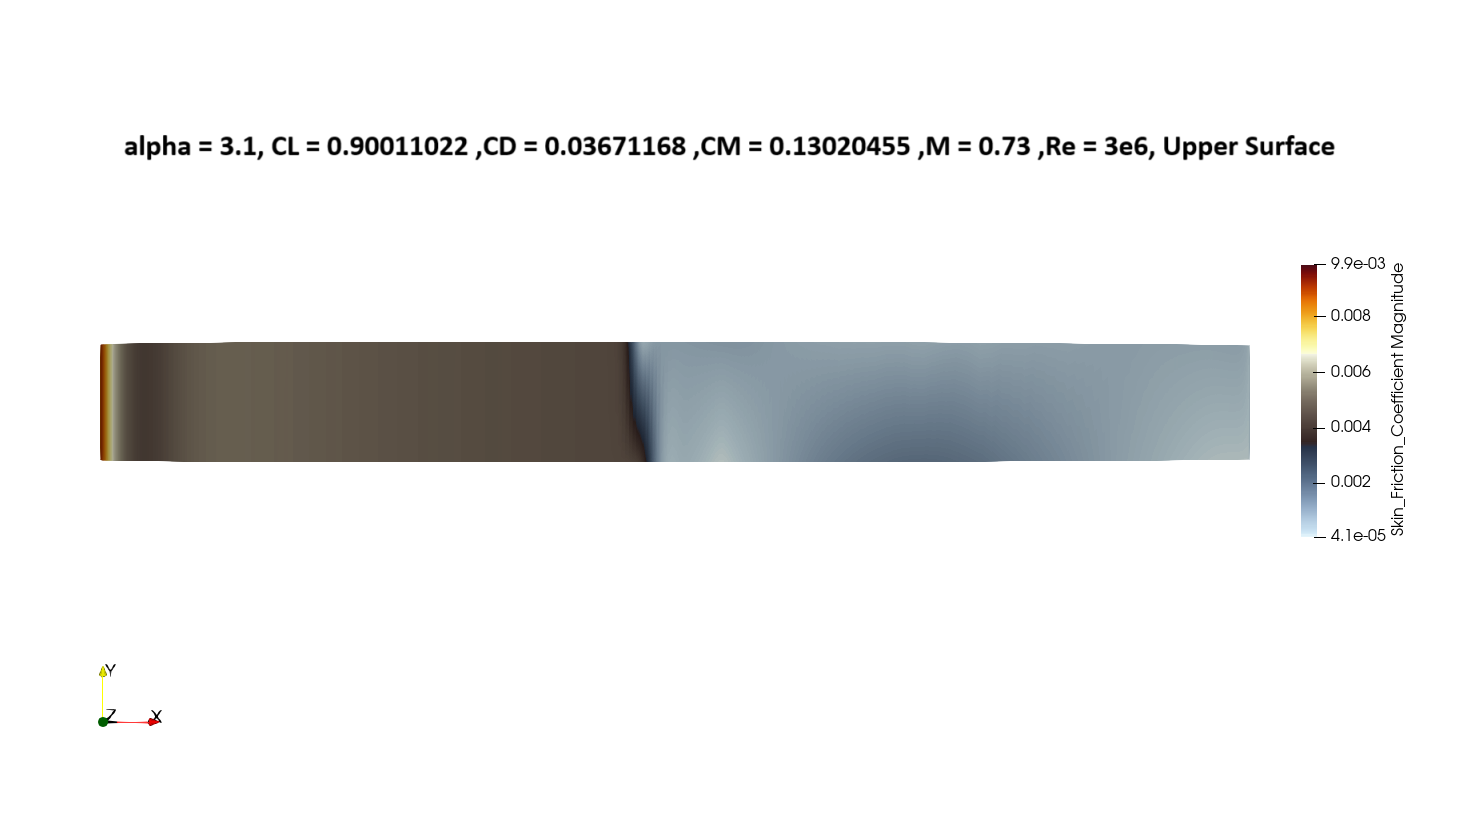 alpha = 3.1, CL = 0.90011022 ,CD = 0.03671168 ,CM = 0.13020455 ,M = 0.73 ,Re = 3e6, Upper Surface
9.9e-03
0.008
0.006
0.004
0.002
4.1e-05
Skin_Friction_Coefficient Magnitude
Y
Z
X